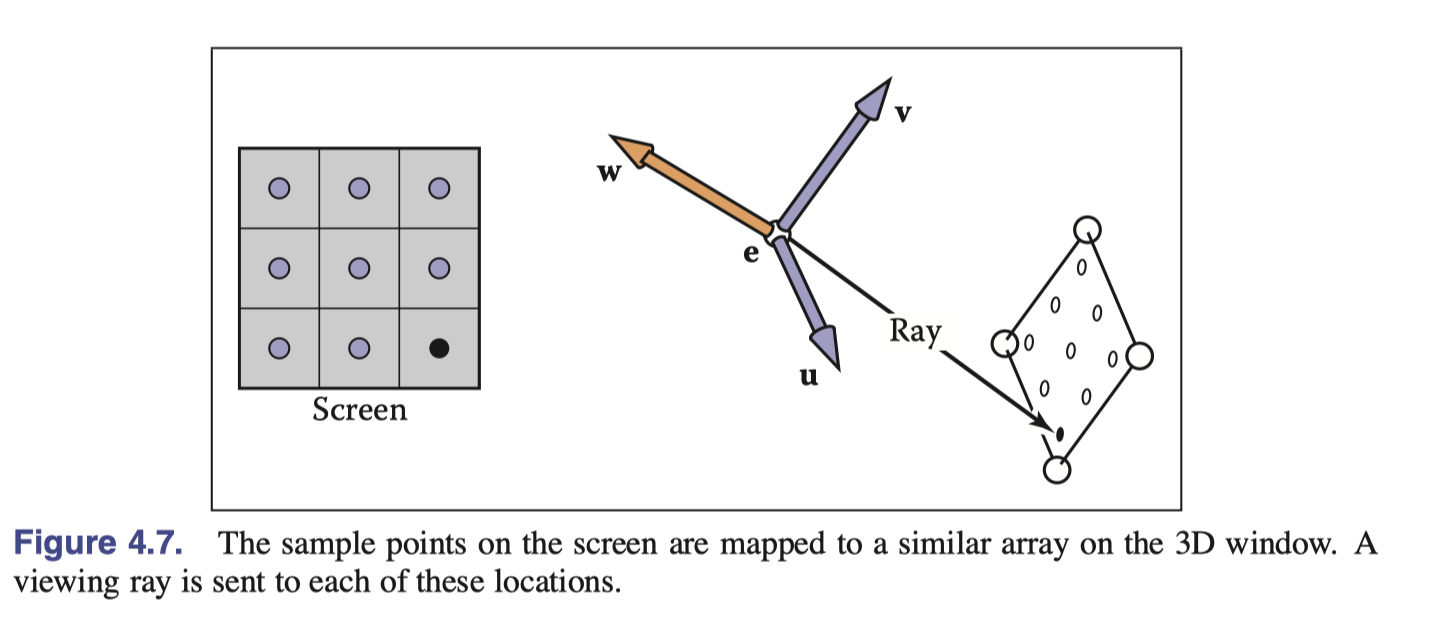 v
w
e
Ray
u
Screen
Figure 4.7. The sample points on the screen are mapped to a similar array on the 3D window. A
viewing ray is sent to each of these locations.